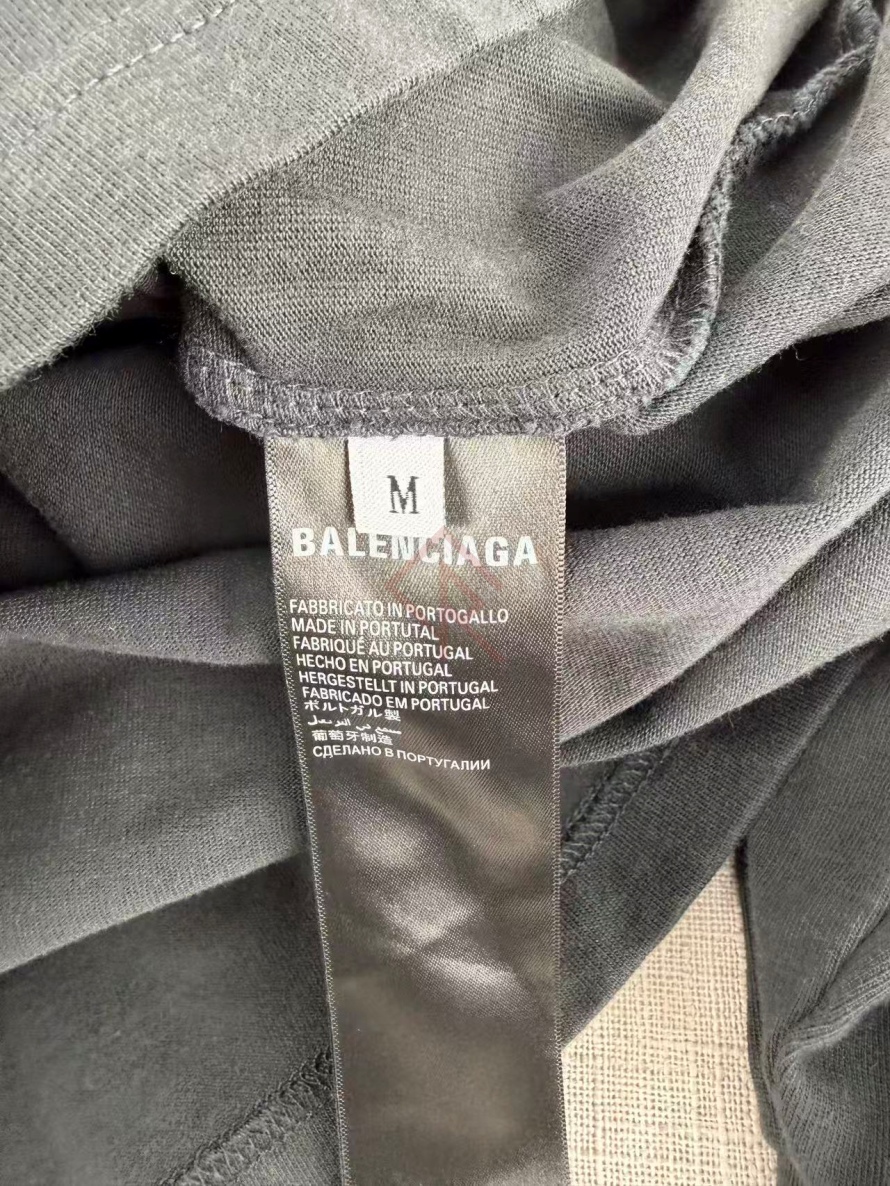 M
BALENCIAGA
FABBRICATO IN PORTOGALLO
MADE IN PORTUTAL
FABRIQUÉ AU PORTUGAL
HECHO EN PORTUGAL
HERGESTELLT IN PORTUGAL
FABRICADO EM PORTUGAL
ポルトガル製
葡萄牙制造
СДЕЛАНО В ПОРТУГАЛИИ